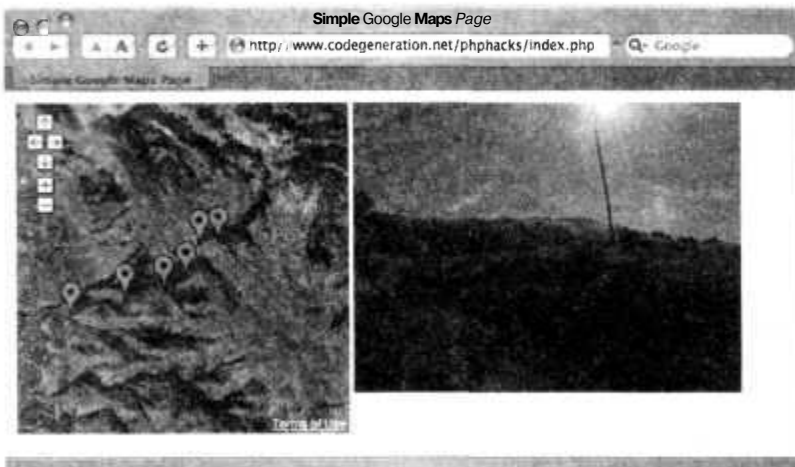 Simple Google Maps Page
http://www.codegeneration.net/phphacks/index.php Google
Simple Google Maps Page
Terms of Use